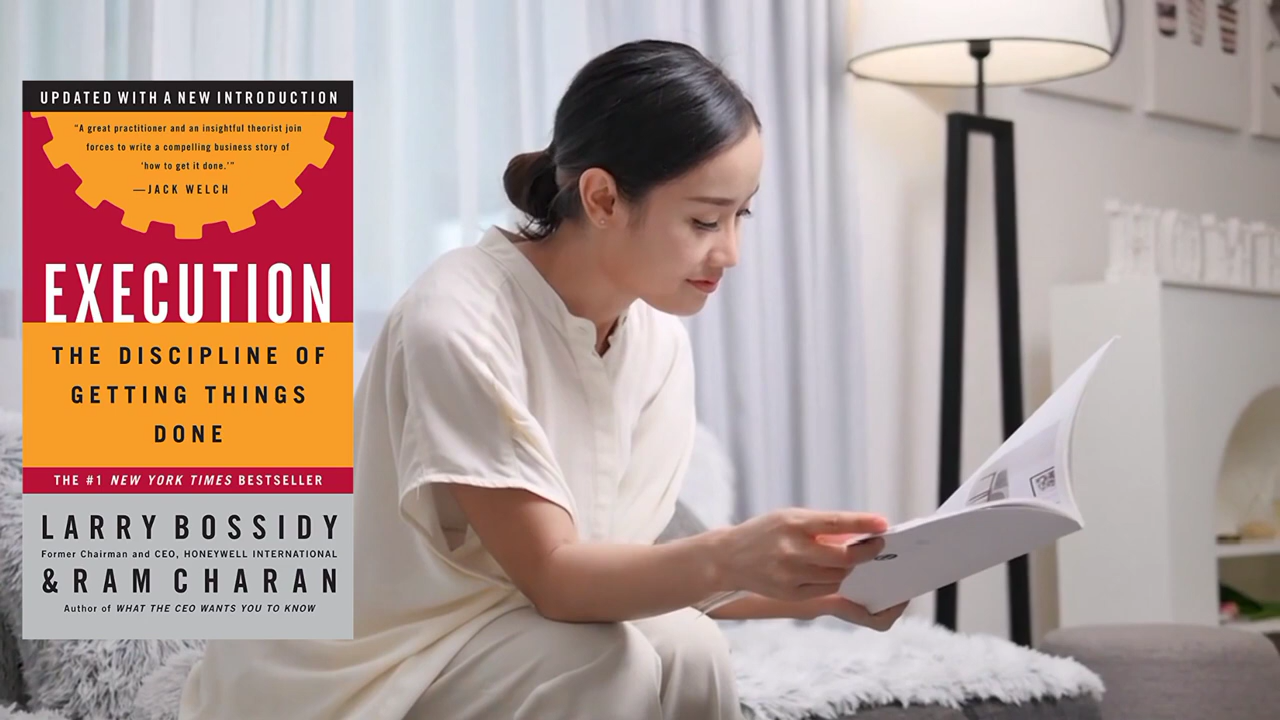 UPDATED WITH A NEW INTRODUCTION
"A great practitioner and an insightful theorist join
forces to write a compelling business story of
'how to get it done.'"
—JACK WELCH
EXECUTION
THE DISCIPLINE OF
GETTING THINGS
DONE
THE #1 NEW YORK TIMES BESTSELLER
LARRY BOSSIDY
Former Chairman and CEO, HONEYWELL INTERNATIONAL
& RAM CHARAN
Author of WHAT THE CEO WANTS YOU TO KNOW